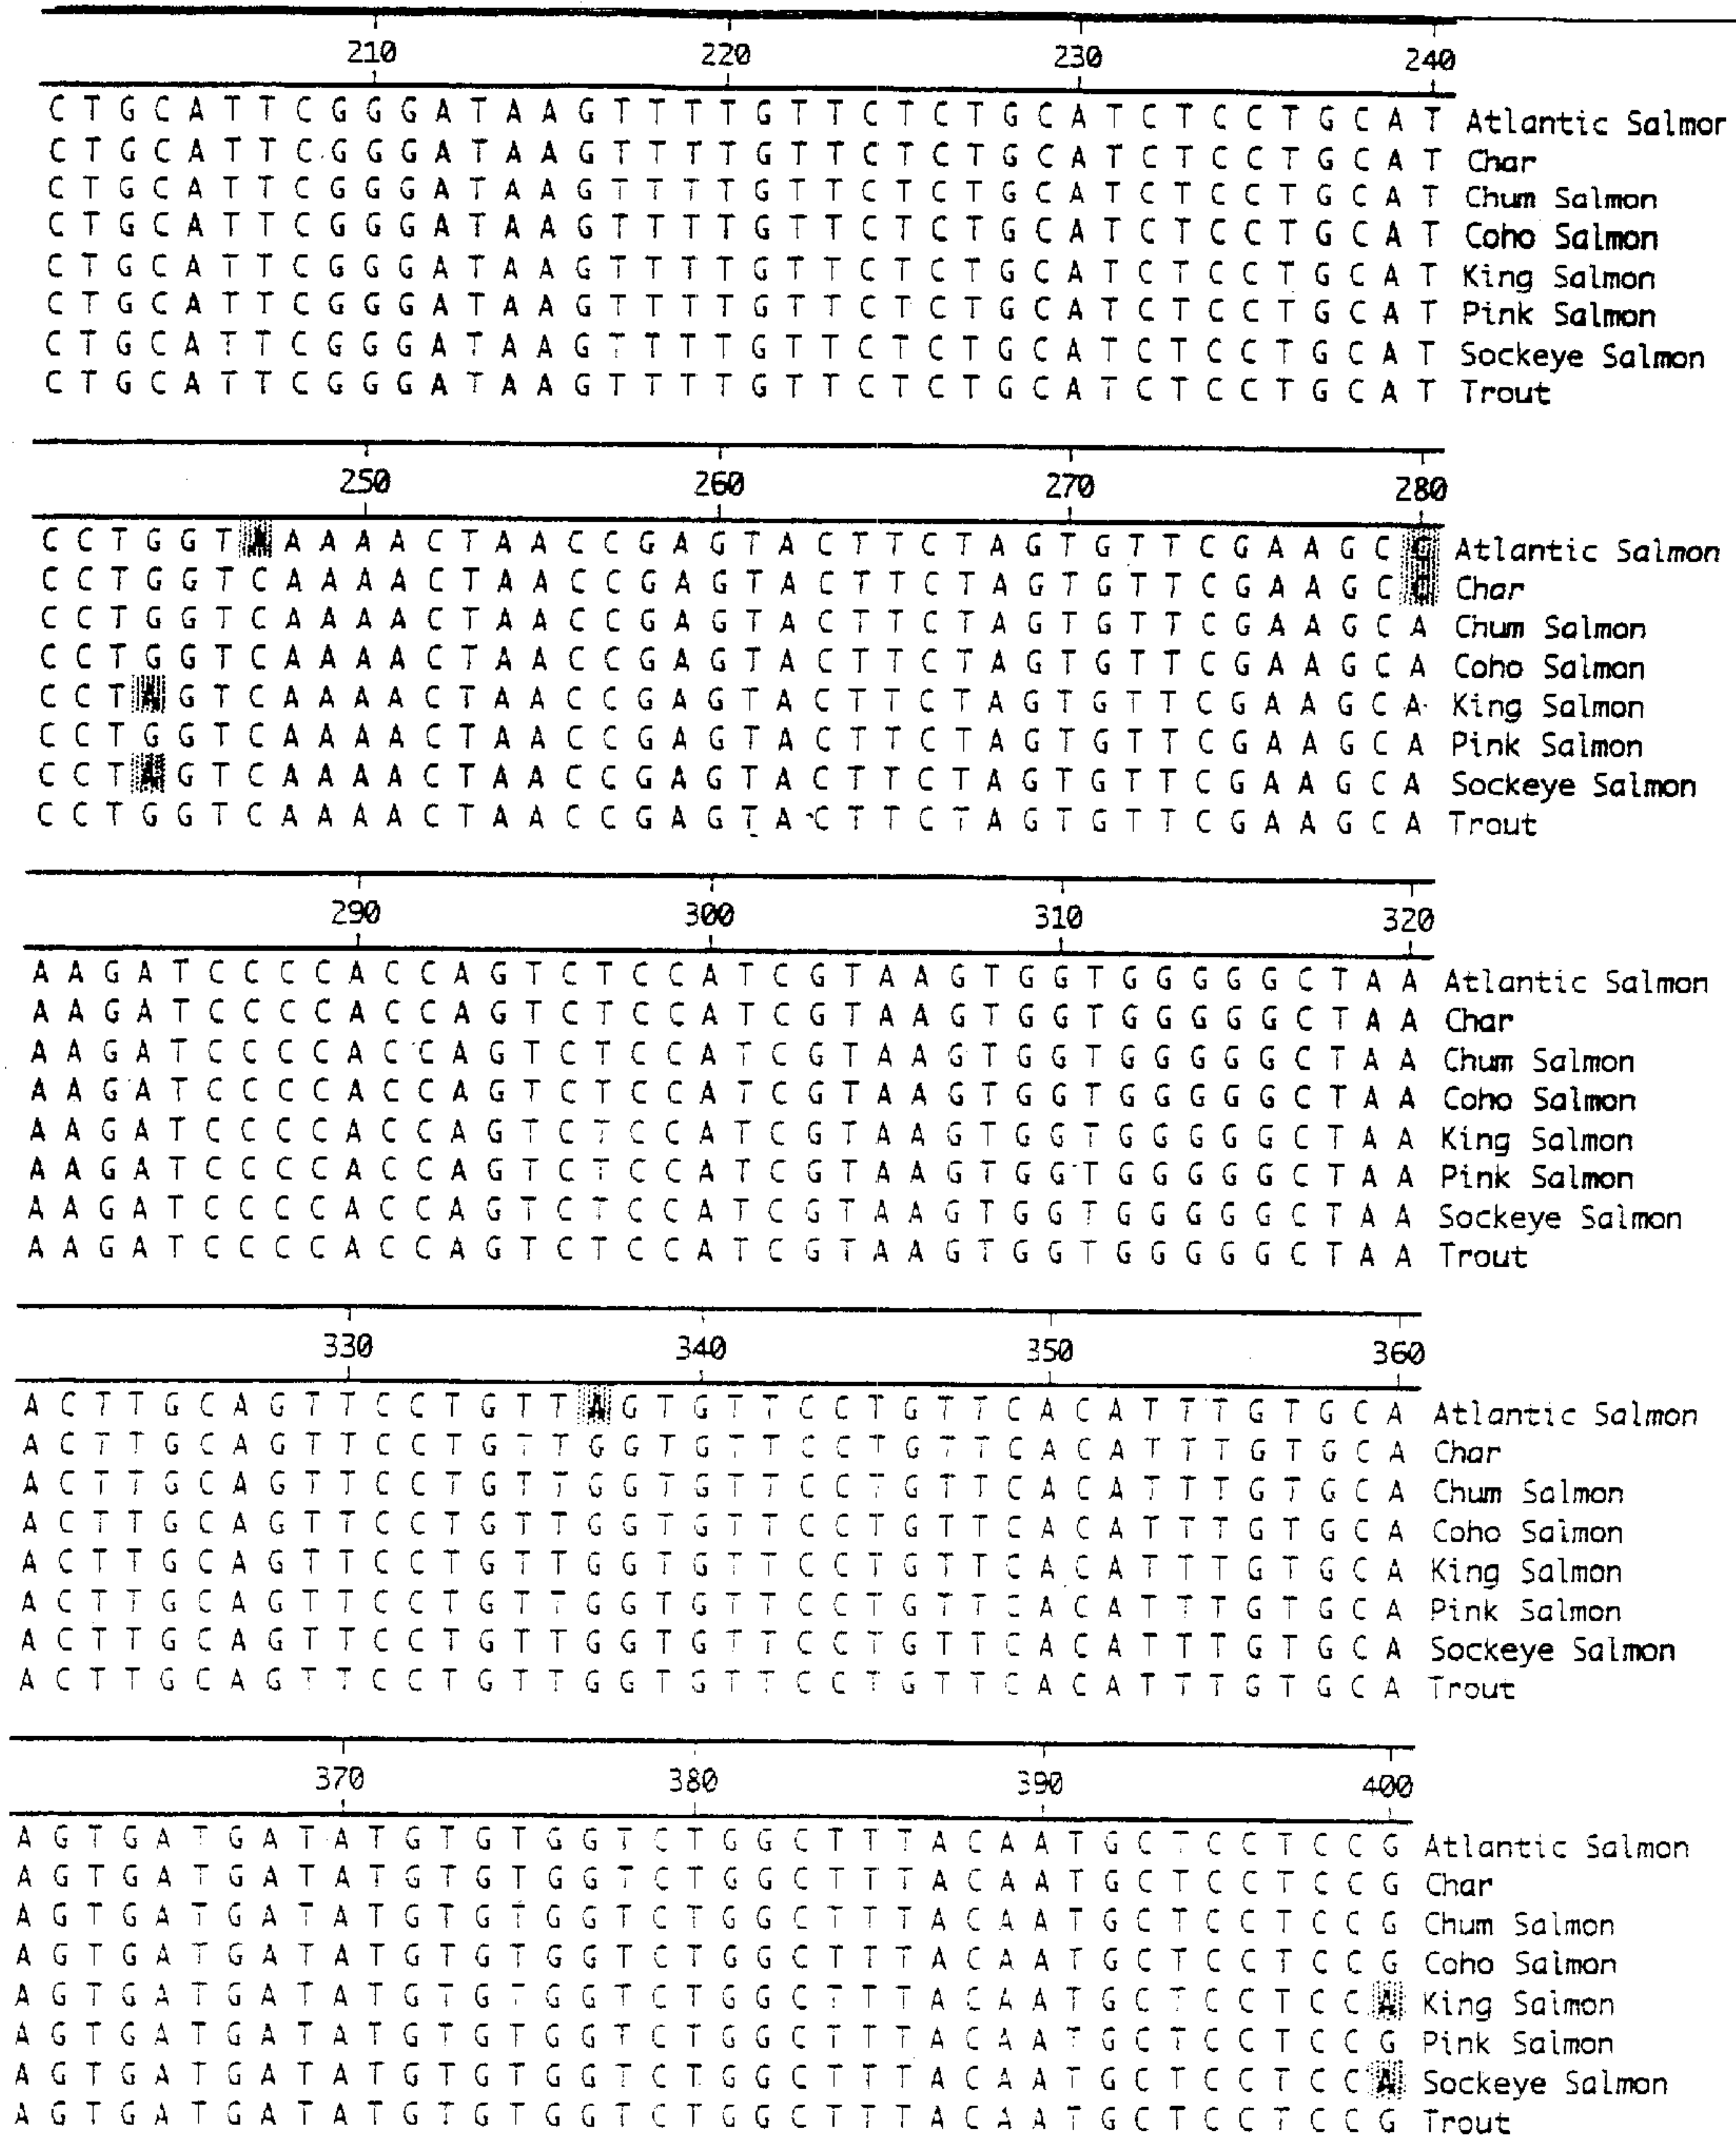 210 220 230 240
C T G C A T T C G G G A T A A G T T T T G T T C T C T G C A T C T C C T G C A T Atlantic Salmor
C T G C A T T C G G G A T A A G T T T T G T T C T C T G C A T C T C C T G C A T Char
C T G C A T T C G G G A T A A G T T T T G T T C T C T G C A T C T C C T G C A T Chum Salmon
C T G C A T T C G G G A T A A G T T T T G T T C T C T G C A T C T C C T G C A T Coho Salmon
C T G C A T T C G G G A T A A G T T T T G T T C T C T G C A T C T C C T G C A T King Salmon
C T G C A T T C G G G A T A A G T T T T G T T C T C T G C A T C T C C T G C A T Pink Salmon
C T G C A T T C G G G A T A A G T T T T G T T C T C T G C A T C T C C T G C A T Sockeye Salmon
C T G C A T T C G G G A T A A G T T T T G T T C T C T G C A T C T C C T G C A T Trout
250 260 270 280
C C T G G T A A A A A C T A A C C G A G T A C T T C T A G T G T T C G A A G C G Atlantic Salmon
C C T G G T C A A A A C T A A C C G A G T A C T T C T A G T G T T C G A A G C C Char
C C T G G T C A A A A C T A A C C G A G T A C T T C T A G T G T T C G A A G C A Chum Salmon
C C T G G T C A A A A C T A A C C G A G T A C T T C T A G T G T T C G A A G C A Coho Salmon
C C T A G T C A A A A C T A A C C G A G T A C T T C T A G T G T T C G A A G C A King Salmon
C C T G G T C A A A A C T A A C C G A G T A C T T C T A G T G T T C G A A G C A Pink Salmon
C C T A G T C A A A A C T A A C C G A G T A C T T C T A G T G T T C G A A G C A Sockeye Salmon
C C T G G T C A A A A C T A A C C G A G T A C T T C T A G T G T T C G A A G C A Trout
290 300 310 320
A A G A T C C C C A C C A G T C T C C A T C G T A A G T G G T G G G G G C T A A Atlantic Salmon
A A G A T C C C C A C C A G T C T C C A T C G T A A G T G G T G G G G G C T A A Char
A A G A T C C C C A C C A G T C T C C A T C G T A A G T G G T G G G G G C T A A Chum Salmon
A A G A T C C C C A C C A G T C T C C A T C G T A A G T G G T G G G G G C T A A Coho Salmon
A A G A T C C C C A C C A G T C T C C A T C G T A A G T G G T G G G G G C T A A King Salmon
A A G A T C C C C A C C A G T C T C C A T C G T A A G T G G T G G G G G C T A A Pink Salmon
A A G A T C C C C A C C A G T C T C C A T C G T A A G T G G T G G G G G C T A A Sockeye Salmon
A A G A T C C C C A C C A G T C T C C A T C G T A A G T G G T G G G G G C T A A Trout
330 340 350 360
A C T T G C A G T T C C T G T T A G T G T T C C T G T T C A C A T T T G T G C A Atlantic Salmon
A C T T G C A G T T C C T G T T G G T G T T C C T G T T C A C A T T T G T G C A Char
A C T T G C A G T T C C T G T T G G T G T T C C T G T T C A C A T T T G T G C A Chum Salmon
A C T T G C A G T T C C T G T T G G T G T T C C T G T T C A C A T T T G T G C A Coho Salmon
A C T T G C A G T T C C T G T T G G T G T T C C T G T T C A C A T T T G T G C A King Salmon
A C T T G C A G T T C C T G T T G G T G T T C C T G T T C A C A T T T G T G C A Pink Salmon
A C T T G C A G T T C C T G T T G G T G T T C C T G T T C A C A T T T G T G C A Sockeye Salmon
A C T T G C A G T T C C T G T T G G T G T T C C T G T T C A C A T T T G T G C A Trout
370 380 390 400
A G T G A T G A T A T G T G T G G T C T G G C T T T A C A A T G C T C C T C C G Atlantic Salmon
A G T G A T G A T A T G T G T G G T C T G G C T T T A C A A T G C T C C T C C G Char
A G T G A T G A T A T G T G T G G T C T G G C T T T A C A A T G C T C C T C C G Chum Salmon
A G T G A T G A T A T G T G T G G T C T G G C T T T A C A A T G C T C C T C C G Coho Salmon
A G T G A T G A T A T G T G T G G T C T G G C T T T A C A A T G C T C C T C C A King Salmon
A G T G A T G A T A T G T G T G G T C T G G C T T T A C A A T G C T C C T C C G Pink Salmon
A G T G A T G A T A T G T G T G G T C T G G C T T T A C A A T G C T C C T C C A Sockeye Salmon
A G T G A T G A T A T G T G T G G T C T G G C T T T A C A A T G C T C C T C C G Trout